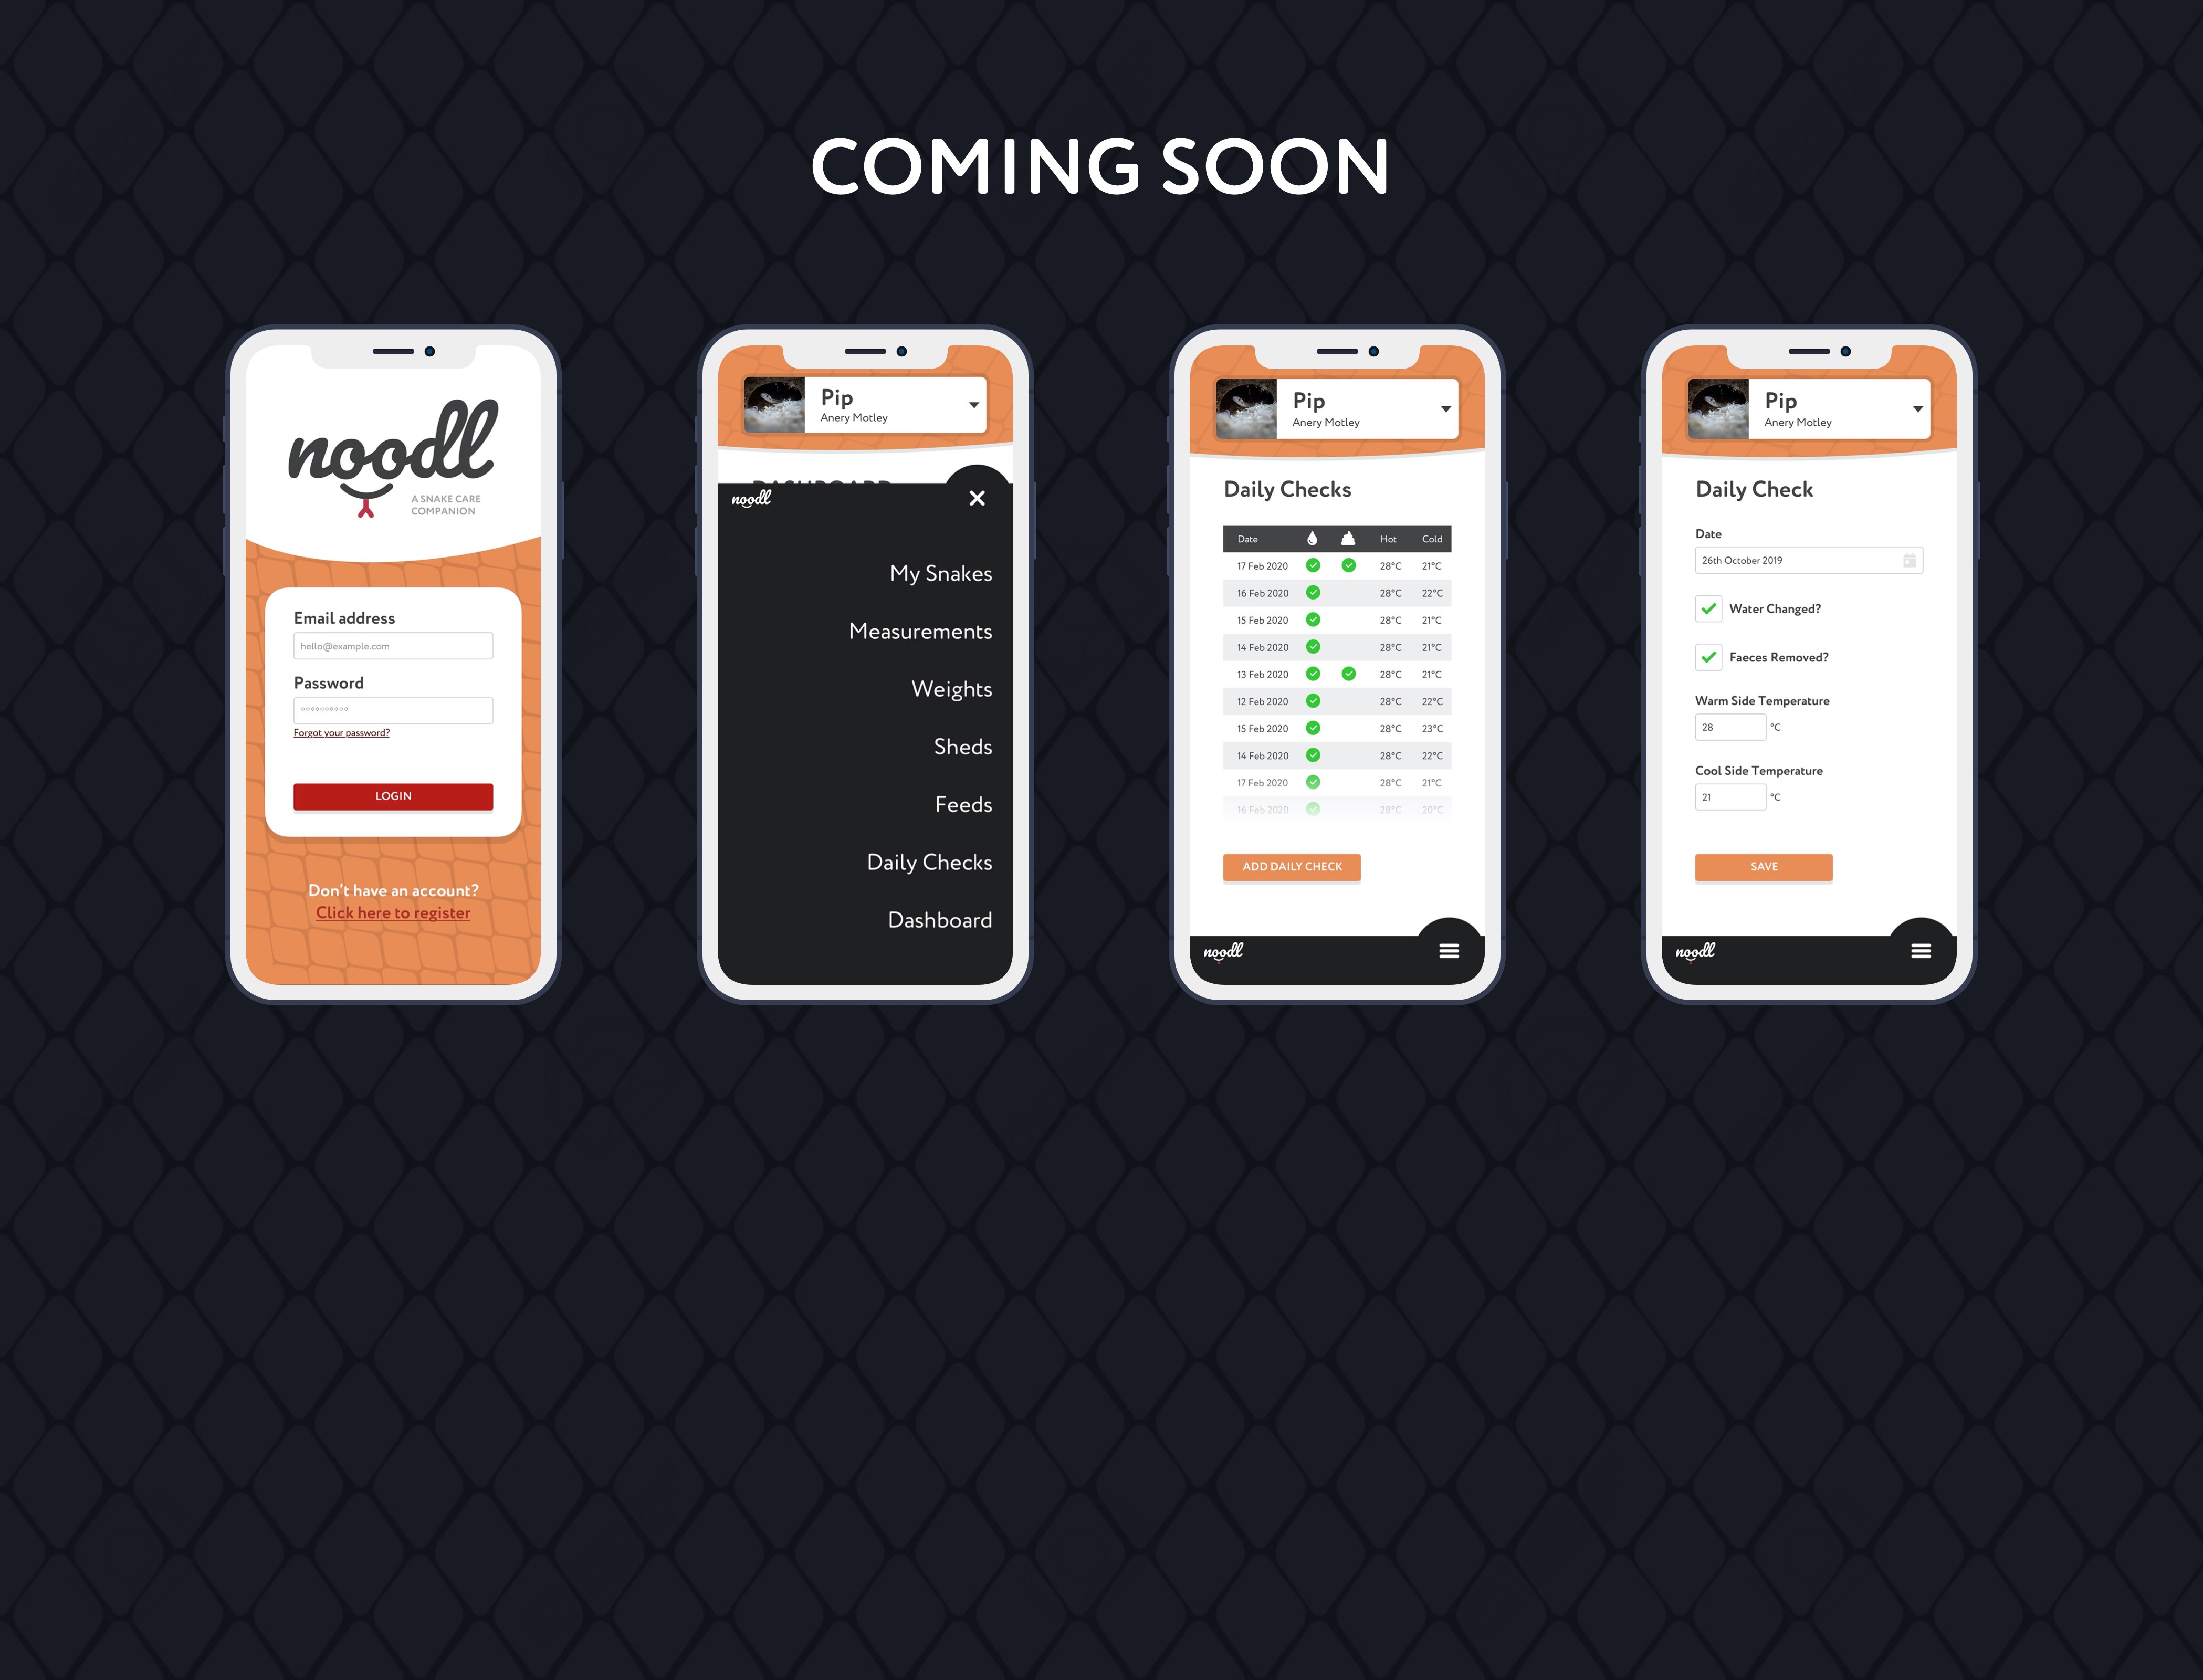 COMING SOON
noodl
A SNAKE CARE
COMPANION
Email address
hello@example.com
Password
Forgot your password?
LOGIN
Don't have an account?
Click here to register
Pip
Anery Motley
DASHBOARD
noodl
My Snakes
Measurements
Weights
Sheds
Feeds
Daily Checks
Dashboard
Pip
Anery Motley
Daily Checks
Date Hot Cold
17 Feb 2020 28°C 21°C
16 Feb 2020 28°C 22°C
15 Feb 2020 28°C 21°C
14 Feb 2020 28°C 21°C
13 Feb 2020 28°C 21°C
12 Feb 2020 28°C 22°C
15 Feb 2020 28°C 23°C
14 Feb 2020 28°C 22°C
17 Feb 2020 28°C 21°C
16 Feb 2020 28°C 20°C
ADD DAILY CHECK
noodl
Pip
Anery Motley
Daily Check
Date
26th October 2019
Water Changed?
Faeces Removed?
Warm Side Temperature
28 °C
Cool Side Temperature
21 °C
SAVE
noodl